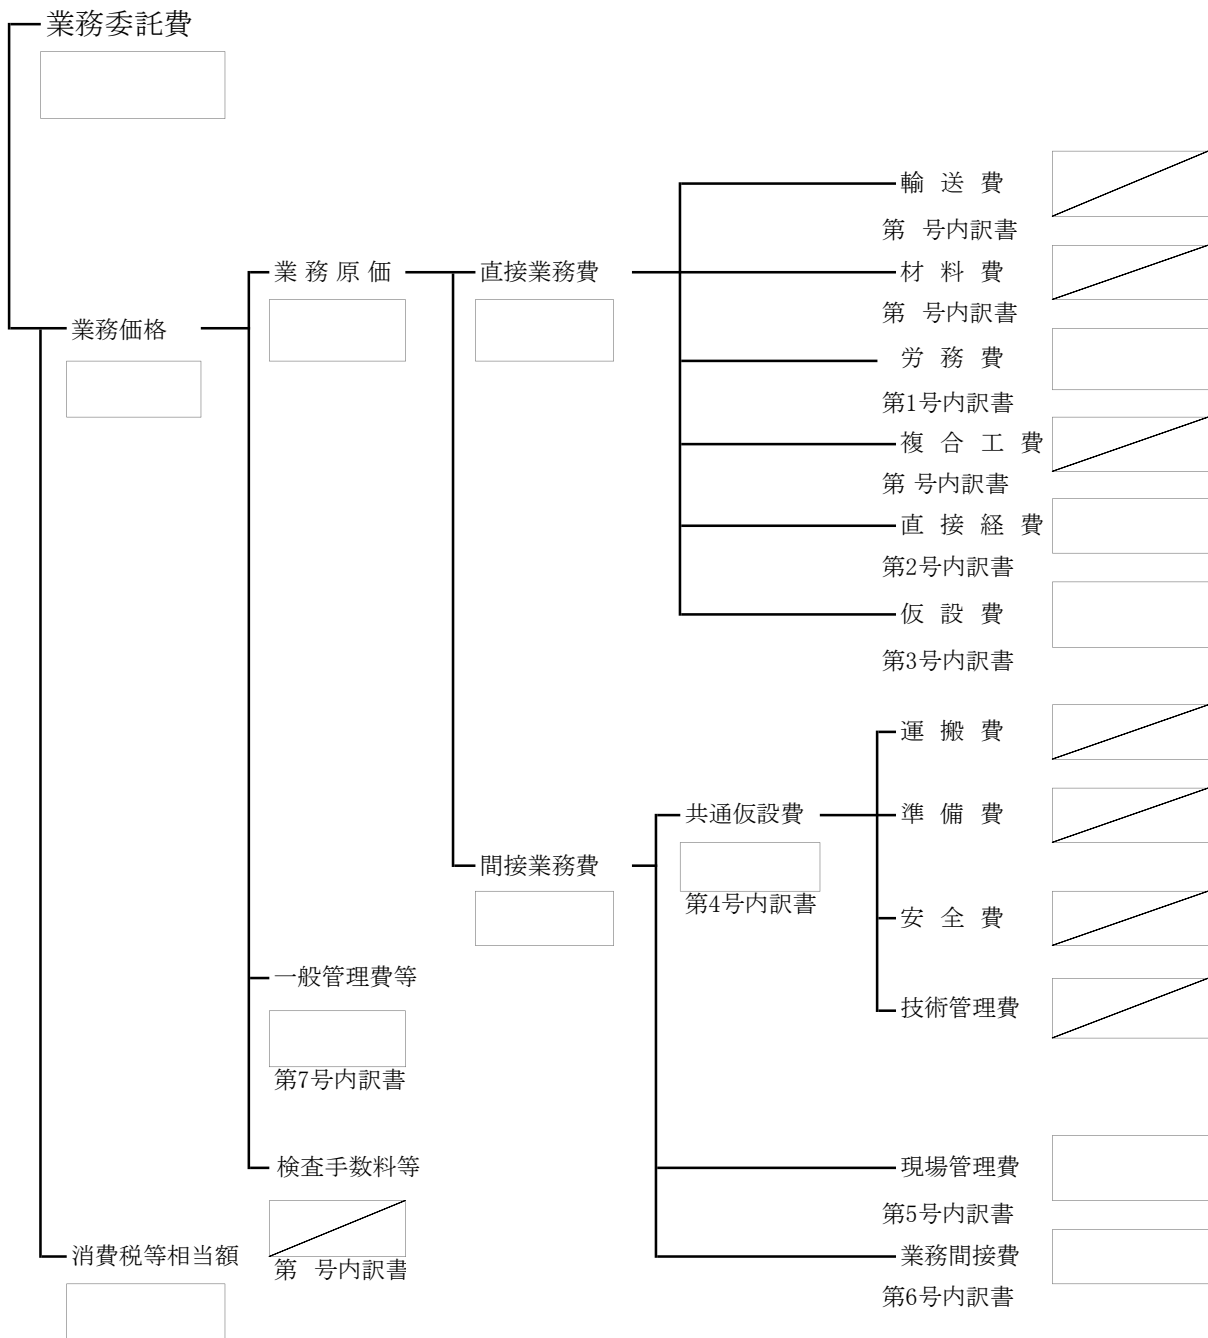 業務委託費
輸 送 費
第 号内訳書
業 務 原 価
直接業務費
材 料 費
第 号内訳書
業務価格
労 務 費
第1号内訳書
複 合 工 費
第 号内訳書
直 接 経 費
第2号内訳書
仮 設 費
第3号内訳書
運 搬 費
共通仮設費
準 備 費
間接業務費
第4号内訳書
安 全 費
一般管理費等
技術管理費
第7号内訳書
検査手数料等
現場管理費
第5号内訳書
消費税等相当額
第 号内訳書
業務間接費
第6号内訳書